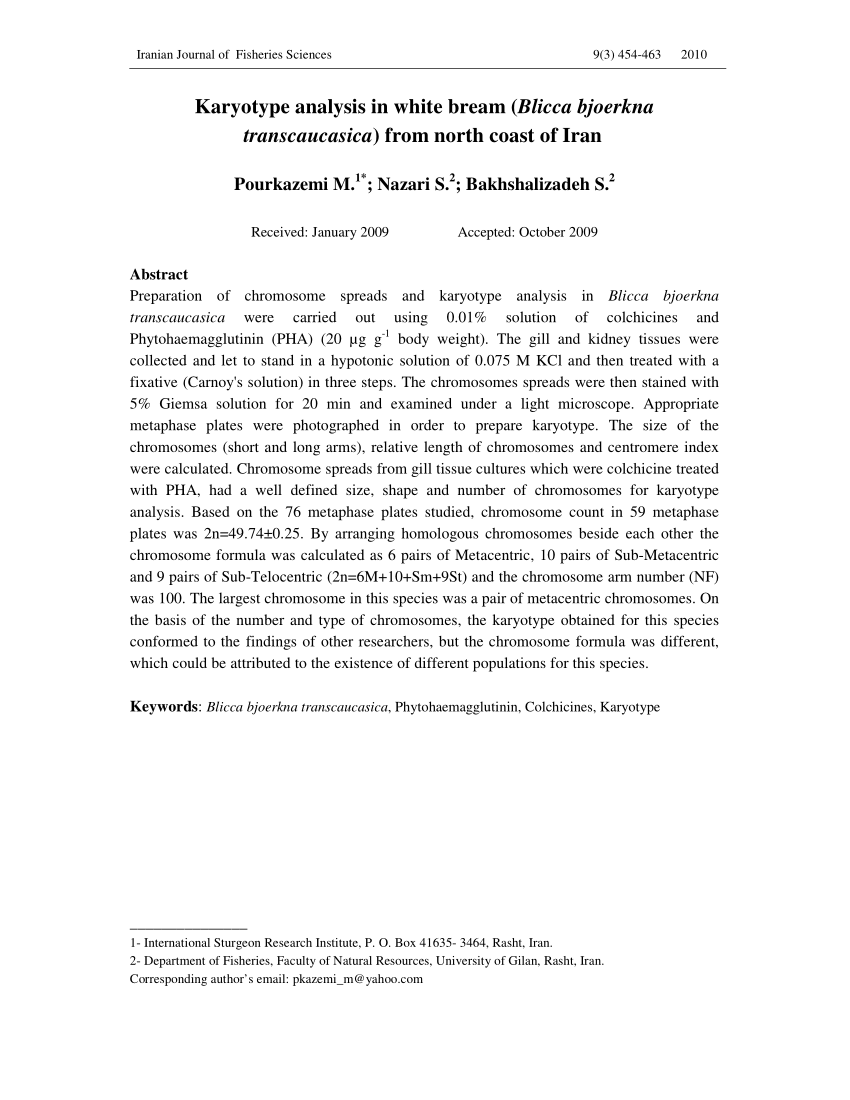 Iranian Journal of Fisheries Sciences 9(3) 454-463 2010
Karyotype analysis in white bream (Blicca bjoerkna
transcaucasica) from north coast of Iran
Pourkazemi M.1*; Nazari S.2; Bakhshalizadeh S.2
Received: January 2009 Accepted: October 2009
Abstract
Preparation of chromosome spreads and karyotype analysis in Blicca bjoerkna
transcaucasica were carried out using 0.01% solution of colchicines and
Phytohaemagglutinin (PHA) (20 µg g-1 body weight). The gill and kidney tissues were
collected and let to stand in a hypotonic solution of 0.075 M KCl and then treated with a
fixative (Carnoy's solution) in three steps. The chromosomes spreads were then stained with
5% Giemsa solution for 20 min and examined under a light microscope. Appropriate
metaphase plates were photographed in order to prepare karyotype. The size of the
chromosomes (short and long arms), relative length of chromosomes and centromere index
were calculated. Chromosome spreads from gill tissue cultures which were colchicine treated
with PHA, had a well defined size, shape and number of chromosomes for karyotype
analysis. Based on the 76 metaphase plates studied, chromosome count in 59 metaphase
plates was 2n=49.74±0.25. By arranging homologous chromosomes beside each other the
chromosome formula was calculated as 6 pairs of Metacentric, 10 pairs of Sub-Metacentric
and 9 pairs of Sub-Telocentric (2n=6M+10+Sm+9St) and the chromosome arm number (NF)
was 100. The largest chromosome in this species was a pair of metacentric chromosomes. On
the basis of the number and type of chromosomes, the karyotype obtained for this species
conformed to the findings of other researchers, but the chromosome formula was different,
which could be attributed to the existence of different populations for this species.
Keywords: Blicca bjoerkna transcaucasica, Phytohaemagglutinin, Colchicines, Karyotype
1- International Sturgeon Research Institute, P. O. Box 41635- 3464, Rasht, Iran.
2- Department of Fisheries, Faculty of Natural Resources, University of Gilan, Rasht, Iran.
Corresponding author's email: pkazemi_m@yahoo.com